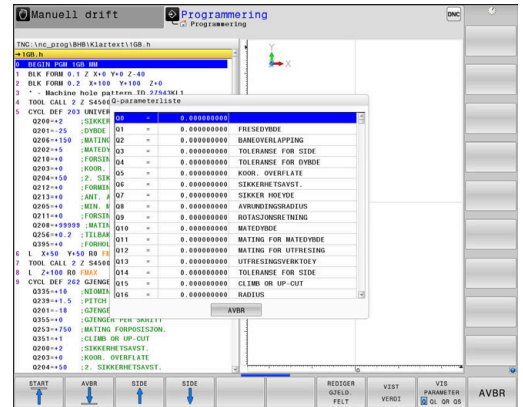 Manuell drift
Programmering
Programmering
DNC
TNC:\nc_prog\BHB\Klartext\1GB.h
→1GB.h
0 BEGIN PGM 1GB MM
1 BLK FORM 0.1 Z X+0 Y+0 Z-40
2 BLK FORM 0.2 X+100 Y+100 Z+0
3 * - Machine hole pattern ID 27943KL1
4 TOOL CALL 2 Z S4500
5 CYCL DEF 203 UNIVER
Q200=+2 ;SIKKER
Q201=-25 ;DYBDE
Q206=+150 ;MATING
Q202=+5 ;MATEDY
Q210=+0 ;FORSIN
Q203=+0 ;KOOR.
Q204=+50 ;2. SIK
Q212=+0 ;FORMIN
Q213=+0 ;ANT. A
Q205=+0 ;MIN. M
Q211=+0 ;FORSIN
Q208=+99999 ;MATIN
Q256=+0.2 ;TILBAK
Q395=+0 ;FORHOL
6 L X+50 Y+50 R0 FM
7 TOOL CALL 2 Z S4500
8 L Z+100 R0 FMAX
9 CYCL DEF 262 GJENGE
Q335=+10 ;NIOMIN
Q239=+1.5 ;PITCH
Q201=-18 ;GJENGE
Q355=+0 ;GJENGER PER SKRITT
Q253=+750 ;MATING FORPOSISJON.
Q351=+1 ;CLIMB OR UP-CUT
Q200=+2 ;SIKKERHETSAVST.
Q203=+0 ;KOOR. OVERFLATE
Q204=+50 ;2. SIKKERHETSAVST.
Y
X
Q-parameterliste
Q0 = 0.000000000
Q1 = 0.000000000 FRESEDYBDE
Q2 = 0.000000000 BANEOVERLAPPING
Q3 = 0.000000000 TOLERANSE FOR SIDE
Q4 = 0.000000000 TOLERANSE FOR DYBDE
Q5 = 0.000000000 KOOR. OVERFLATE
Q6 = 0.000000000 SIKKERHETSAVST.
Q7 = 0.000000000 SIKKER HOEYDE
Q8 = 0.000000000 AVRUNDINGSRADIUS
Q9 = 0.000000000 ROTASJONSRETNING
Q10 = 0.000000000 MATEDYBDE
Q11 = 0.000000000 MATING FOR MATEDYBDE
Q12 = 0.000000000 MATING FOR UTFRESING
Q13 = 0.000000000 UTFRESINGSVERKTOEY
Q14 = 0.000000000 TOLERANSE FOR SIDE
Q15 = 0.000000000 CLIMB OR UP-CUT
Q16 = 0.000000000 RADIUS
AVBR
START
AVBR
SIDE
SIDE
REDIGER GJELD. FELT
VIST VERDI
VIS PARAMETER Q QL QR QS
AVBR